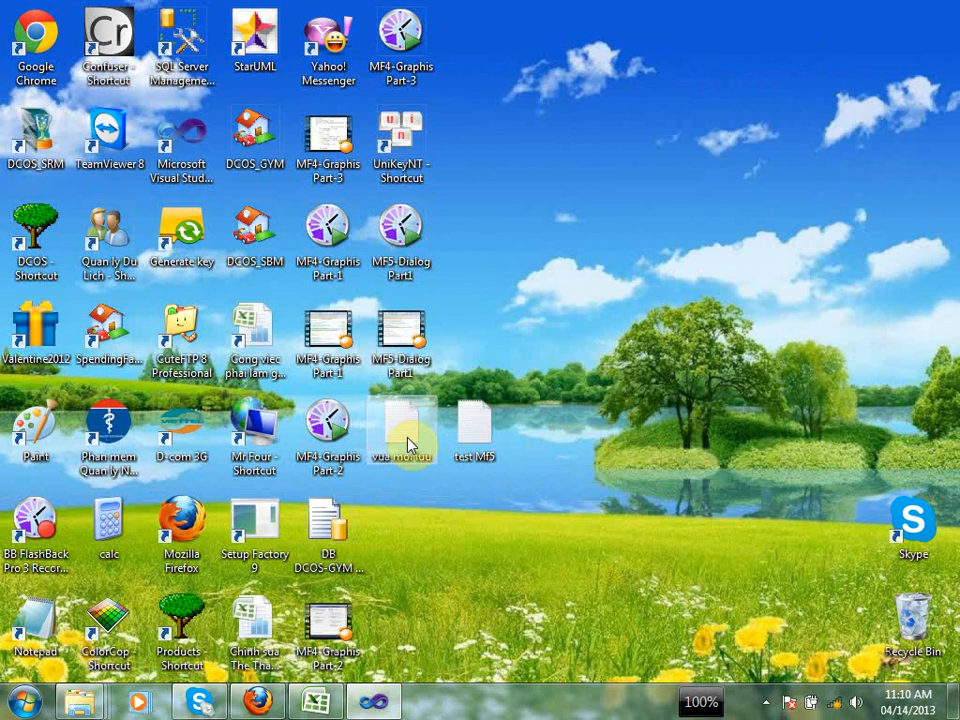 Google
Chrome
Cr
Confuser -
Shortcut
SQL Server
Manageme...
StarUML
Yahoo!
Messenger
MF4-Graphis
Part-3
DCOS_SRM
TeamViewer 8
Microsoft
Visual Stud...
DCOS_GYM
MF4-Graphis
Part-3
u i
n
UniKeyNT -
Shortcut
DCOS -
Shortcut
Quan ly Du
Lich - Sh...
Generate key
DCOS_SBM
MF4-Graphis
Part-1
MF5-Dialog
Part1
Valentine2012
SpendingFa...
CuteFTP 8
Professional
Cong viec
phai lam g...
MF4-Graphis
Part-1
MF5-Dialog
Part1
Paint
Phan mem
Quan ly N...
D-com 3G
Mr Four -
Shortcut
MF4-Graphis
Part-2
vua moi luu
test Mf5
BB FlashBack
Pro 3 Recor...
calc
Mozilla
Firefox
Setup Factory
9
DB
DCOS-GYM ...
Skype
Notepad
ColorCop -
Shortcut
Products -
Shortcut
Chinh sua
The Tha...
MF4-Graphis
Part-2
Recycle Bin
100%
11:10 AM
04/14/2013